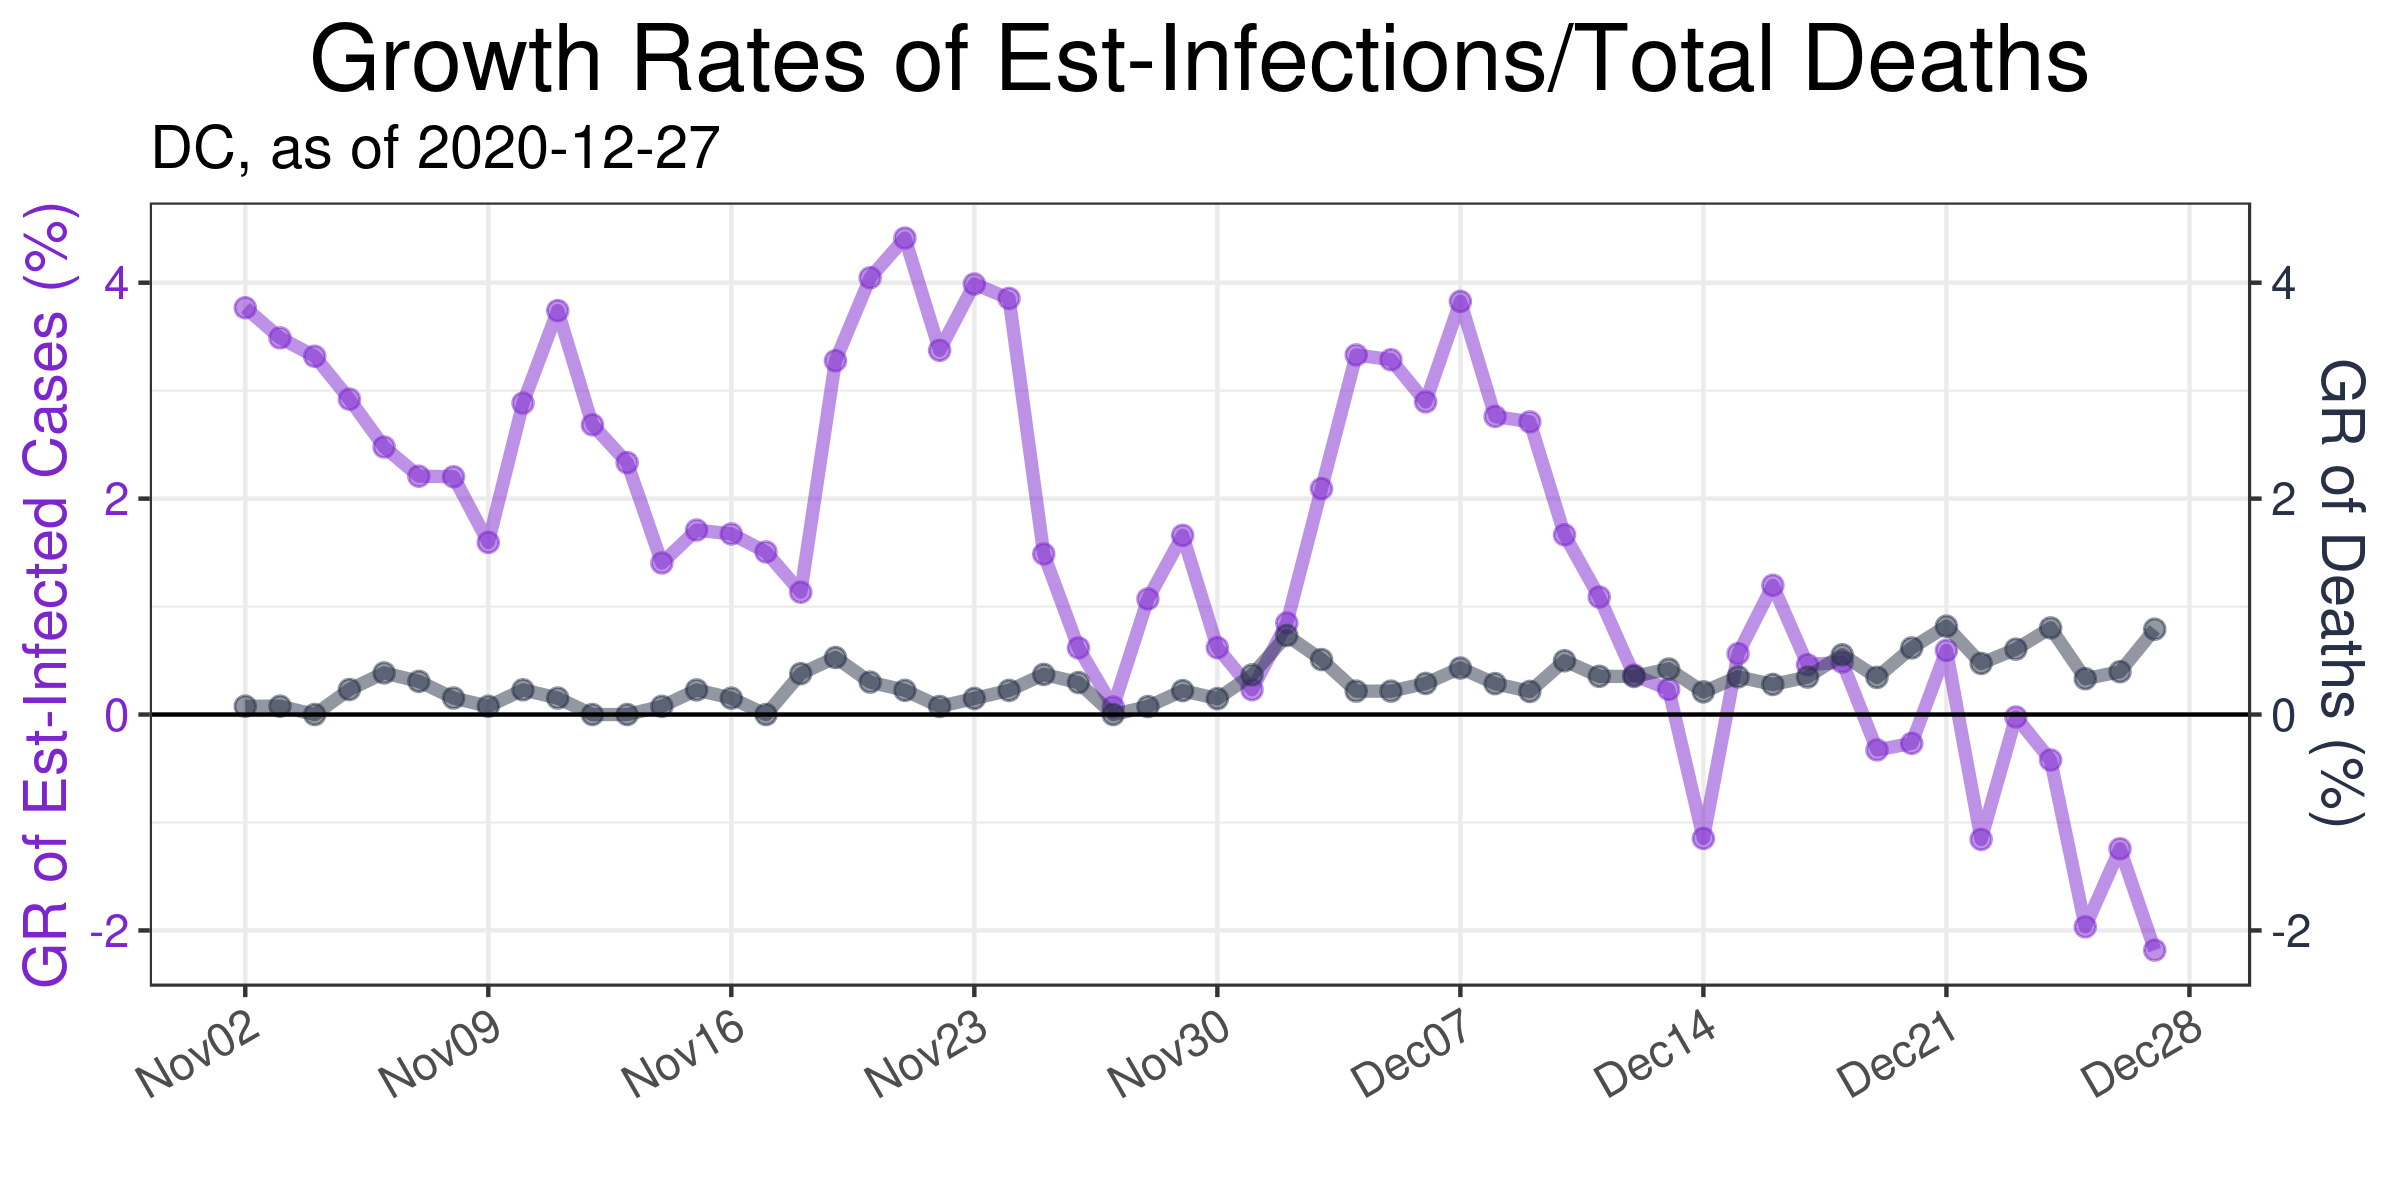 Growth Rates of Est-Infections/Total Deaths
DC, as of 2020-12-27
GR of Est-Infected Cases (%)
4
2
0
-2
4
2
0
-2
GR of Deaths (%)
Nov02
Nov09
Nov16
Nov23
Nov30
Dec07
Dec14
Dec21
Dec28